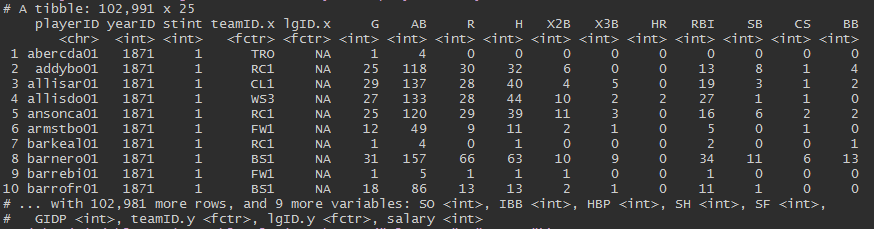 # A tibble: 102,991 x 25
playerID yearID stint teamID.x lgID.x G AB R H X2B X3B HR RBI SB CS BB
<chr> <int> <int> <fctr> <fctr> <int> <int> <int> <int> <int> <int> <int> <int> <int> <int> <int>
1 abercda01 1871 1 TRO NA 1 4 0 0 0 0 0 0 0 0 0
2 addybo01 1871 1 RC1 NA 25 118 30 32 6 0 0 13 8 1 4
3 allisar01 1871 1 CL1 NA 29 137 28 40 4 5 0 19 3 1 2
4 allisdo01 1871 1 WS3 NA 27 133 28 44 10 2 2 27 1 1 0
5 ansonca01 1871 1 RC1 NA 25 120 29 39 11 3 0 16 6 2 2
6 armstbo01 1871 1 FW1 NA 12 49 9 11 2 1 0 5 0 1 0
7 barkeal01 1871 1 RC1 NA 1 4 0 1 0 0 0 2 0 0 1
8 barnero01 1871 1 BS1 NA 31 157 66 63 10 9 0 34 11 6 13
9 barrebi01 1871 1 FW1 NA 1 5 1 1 1 0 0 1 0 0 0
10 barrofr01 1871 1 BS1 NA 18 86 13 13 2 1 0 11 1 0 0
# ... with 102,981 more rows, and 9 more variables: SO <int>, IBB <int>, HBP <int>, SH <int>, SF <int>,
# GIDP <int>, teamID.y <fctr>, lgID.y <fctr>, salary <int>